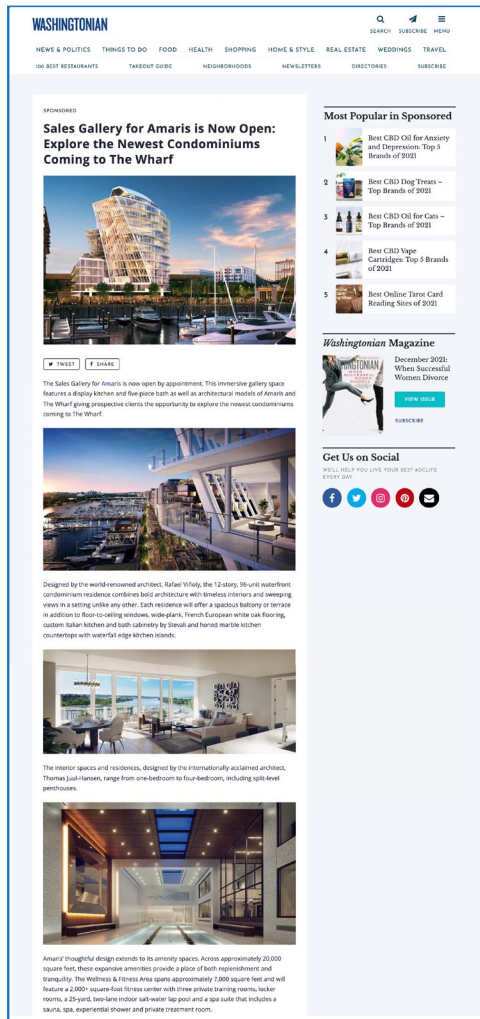 WASHINGTONIAN
SEARCH SUBSCRIBE MENU
NEWS & POLITICS THINGS TO DO FOOD HEALTH SHOPPING HOME & STYLE REAL ESTATE WEDDINGS TRAVEL
100 BEST RESTAURANTS TAKEOUT GUIDE NEIGHBORHOODS NEWSLETTERS DIRECTORIES SUBSCRIBE
SPONSORED
Sales Gallery for Amaris is Now Open:
Explore the Newest Condominiums
Coming to The Wharf
TWEET SHARE
The Sales Gallery for Amaris is now open by appointment. This immersive gallery space
features a display kitchen and five-piece bath as well as architectural models of Amaris and
The Wharf giving prospective clients the opportunity to explore the newest condominiums
coming to The Wharf.
Designed by the world-renowned architect, Rafael Viñoly, the 12-story, 96-unit waterfront
condominium residence combines bold architecture with timeless interiors and sweeping
views in a setting unlike any other. Each residence will offer a spacious balcony or terrace
in addition to floor-to-ceiling windows, wide-plank, French European white oak flooring,
custom Italian kitchen and bath cabinetry by Stevali and honed marble kitchen
countertops with waterfall edge kitchen islands.
The interior spaces and residences, designed by the internationally acclaimed architect,
Thomas Juul-Hansen, range from one-bedroom to four-bedroom, including split-level
penthouses.
Amaris' thoughtful design extends to its amenity spaces. Across approximately 20,000
square feet, these expansive amenities provide a place of both replenishment and
tranquility. The Wellness & Fitness Area spans approximately 7,000 square feet and will
feature a 2,000+ square-foot fitness center with three private training rooms, locker
rooms, a 25-yard, two-lane indoor salt-water lap pool and a spa suite that includes a
sauna, spa, experiential shower and private treatment room.
Most Popular in Sponsored
1 Best CBD Oil for Anxiety
and Depression: Top 5
Brands of 2021
2 Best CBD Dog Treats –
Top 5 Brands of 2021
3 Best CBD Oil for Cats –
Top 5 Brands of 2021
4 Best CBD Vape
Cartridges: Top 5 Brands
of 2021
5 Best Online Tarot Card
Reading Sites of 2021
Washingtonian Magazine
December 2021:
When Successful
Women Divorce
VIEW ISSUE
SUBSCRIBE
Get Us on Social
WE'LL HELP YOU LIVE YOUR BEST #DCLIFE
EVERY DAY